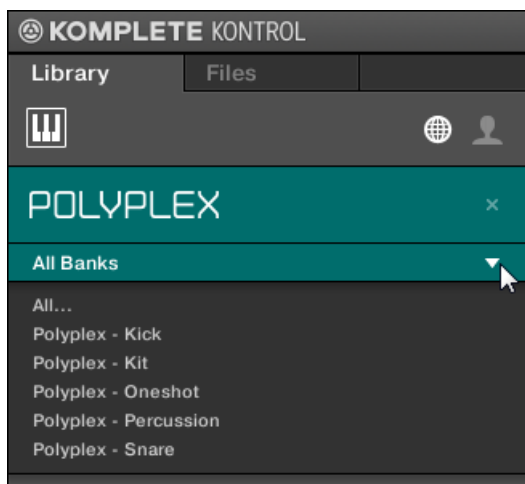 KOMPLETE KONTROL
Library Files
POLYPLEX
All Banks
All...
Polyplex - Kick
Polyplex - Kit
Polyplex - Oneshot
Polyplex - Percussion
Polyplex - Snare